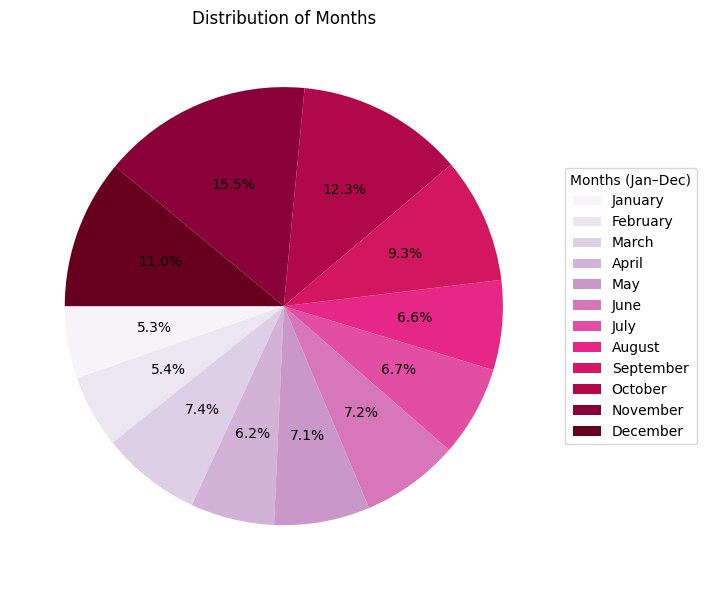 Distribution of Months
15.5%
12.3%
11.0%
9.3%
5.3%
6.6%
5.4%
6.7%
7.4%
7.2%
6.2%
7.1%
Months (Jan–Dec)
January
February
March
April
May
June
July
August
September
October
November
December